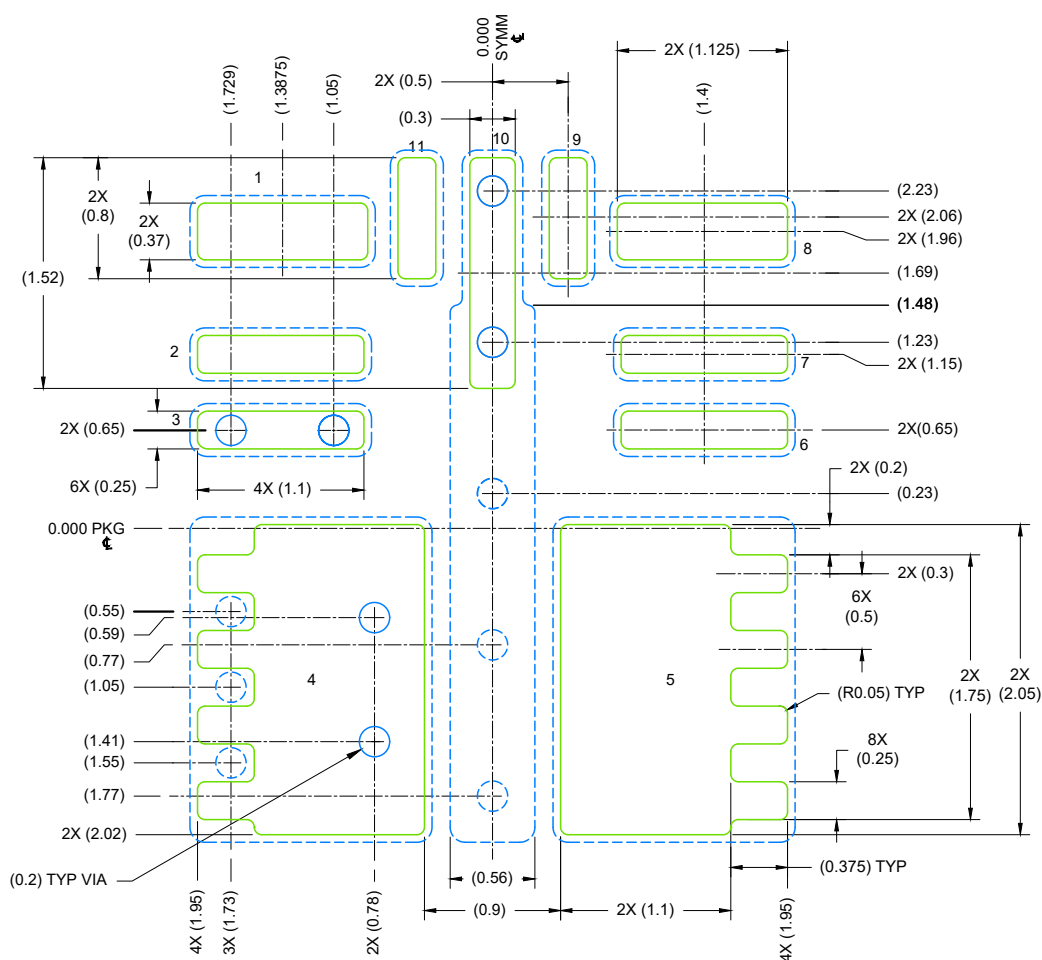 0.000
SYMM
℄
2X (0.5)
2X (1.125)
(1.729)
(1.3875)
(1.05)
(0.3)
(1.4)
11
10
9
1
8
2X
(0.8)
2X
(0.37)
(1.52)
(2.23)
2X (2.06)
2X (1.96)
(1.69)
(1.48)
(1.23)
2X (1.15)
2
7
3
6
2X (0.65)
2X(0.65)
6X (0.25)
4X (1.1)
2X (0.2)
(0.23)
0.000 PKG
℄
2X (0.3)
6X
(0.5)
(0.55)
(0.59)
(0.77)
(1.05)
(1.41)
(1.55)
(1.77)
2X (2.02)
4
5
2X
(1.75)
2X
(2.05)
(R0.05) TYP
8X
(0.25)
(0.2) TYP VIA
(0.56)
(0.375) TYP
(0.9)
2X (1.1)
4X (1.95)
3X (1.73)
2X (0.78)
4X (1.95)